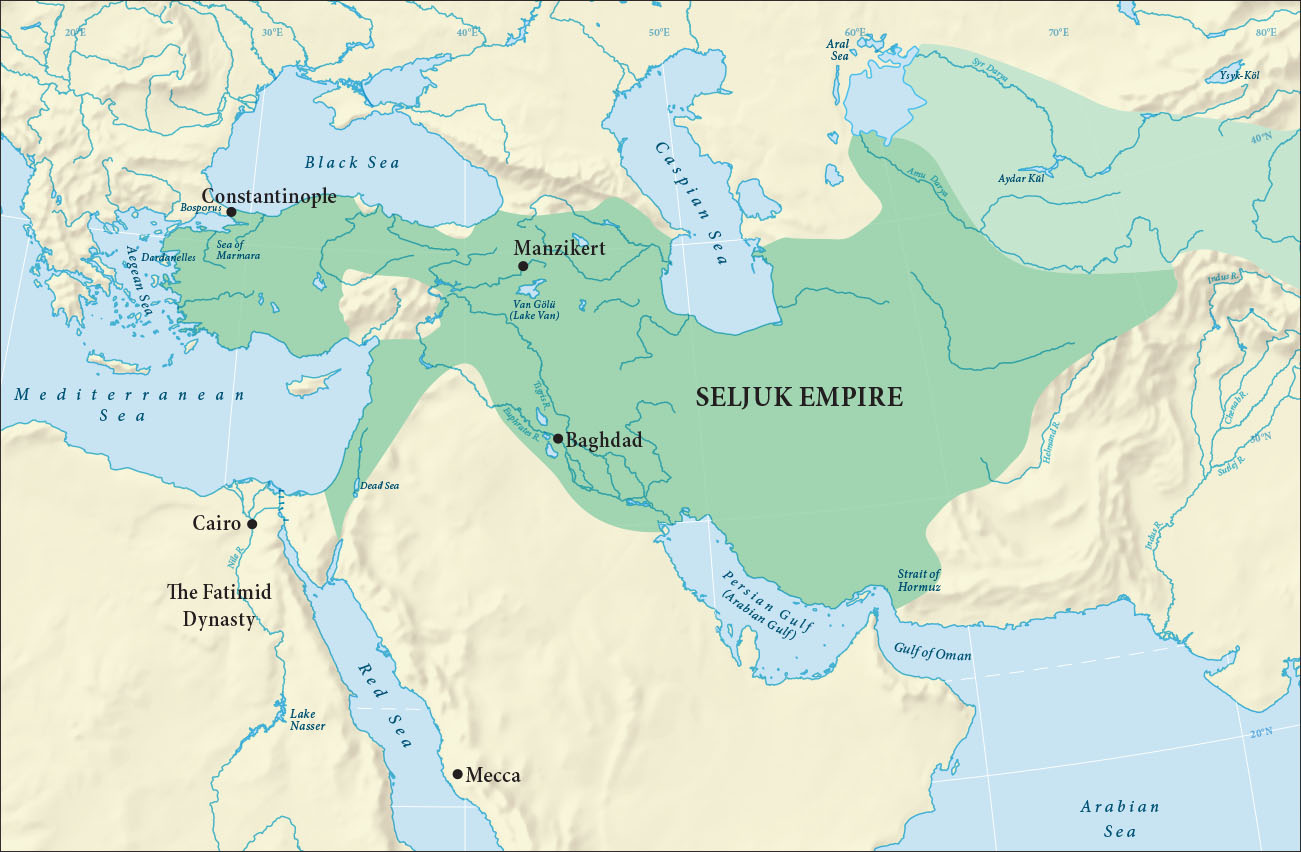 20°E
30°E
40°E
50°E
60°E
70°E
80°E
Aral
Sea
Syr Darya
Ysyk-Köl
40°N
Black Sea
Caspian Sea
Aydar Kül
Amu Darya
Constantinople
Bosporus
Sea of
Marmara
Dardanelles
Aegean Sea
Manzikert
Van Gölü
(Lake Van)
Indus R.
Mediterranean
Sea
SELJUK EMPIRE
Tigris R.
Euphrates R.
Baghdad
Chenab R.
30°N
Sutlej R.
Helmand R.
Dead Sea
Cairo
Nile R.
Indus R.
The Fatimid
Dynasty
Strait of
Hormuz
Persian Gulf
(Arabian Gulf)
Gulf of Oman
Red Sea
Lake
Nasser
20°N
Mecca
Arabian
Sea